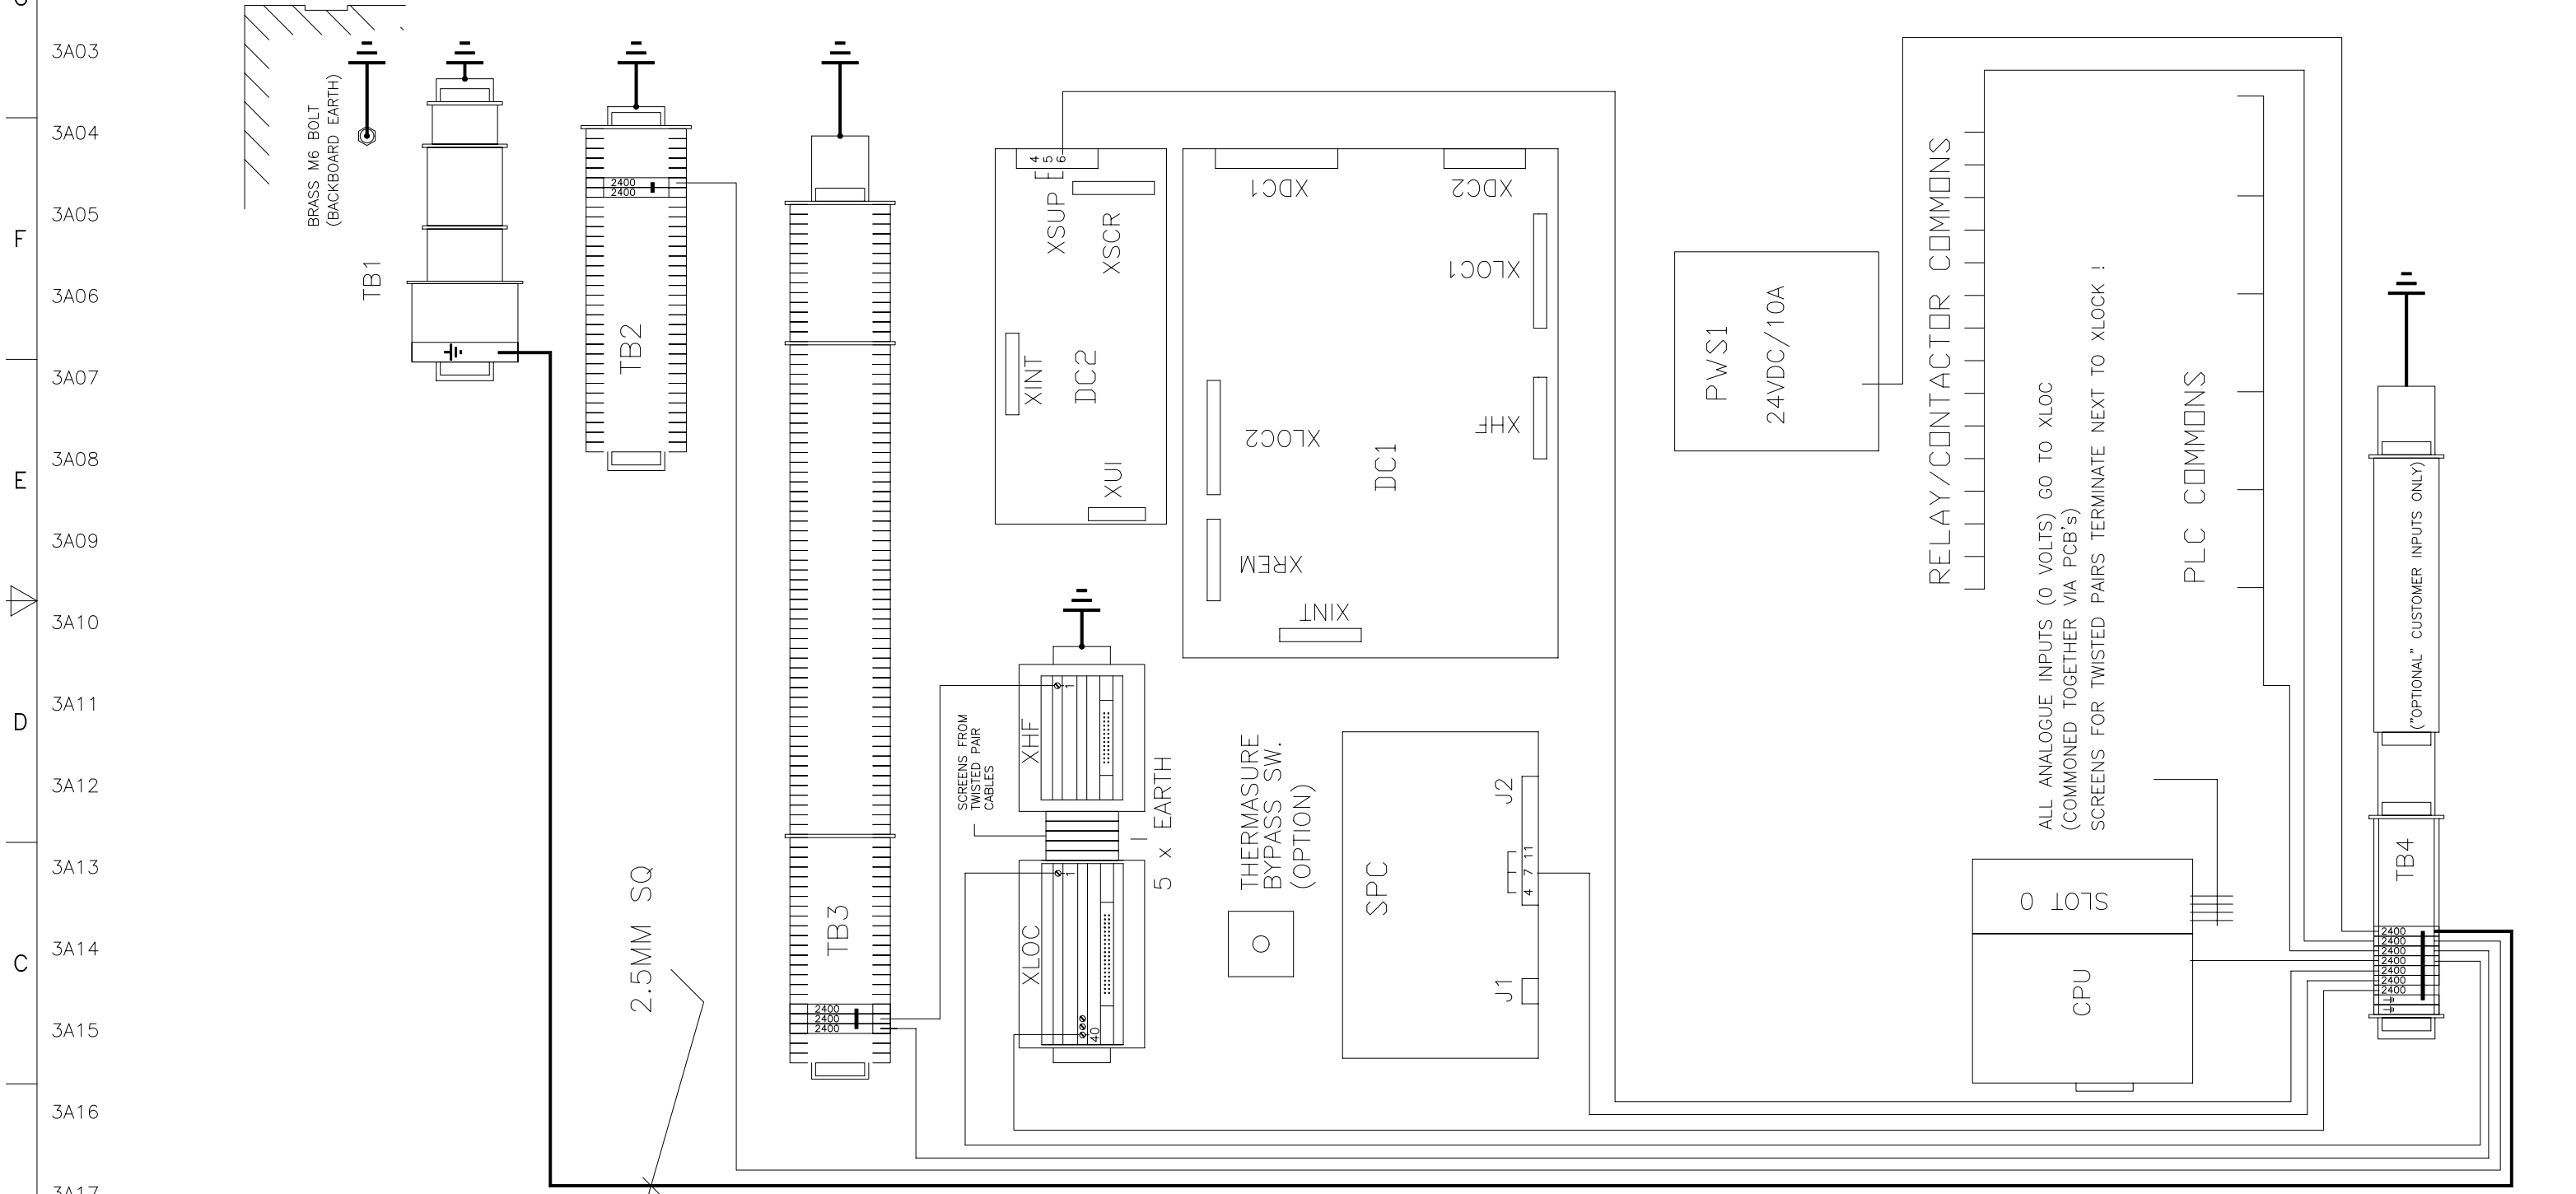 G
F
E
D
C
3A03
3A04
3A05
3A06
3A07
3A08
3A09
3A10
3A11
3A12
3A13
3A14
3A15
3A16
3A17
BRASS M6 BOLT
(BACKBOARD EARTH)
TB1
2400
2400
TB2
2.5MM SQ
TB3
2400
2400
2400
4
5
6
XSUP
XSCR
XINT
DC2
XUI
XDC1
XDC2
XLOC1
XLOC2
XHF
DC1
XREM
XINT
SCREENS FROM
TWISTED PAIR
CABLES
XHF
1
5 x EARTH
XLOC
1
40
THERMASURE
BYPASS SW.
(OPTION)
SPC
J2
4 7 11
J1
PWS1
24VDC/10A
RELAY/CONTACTOR COMMONS
ALL ANALOGUE INPUTS (0 VOLTS) GO TO XLOC
(COMMONED TOGETHER VIA PCB's)
SCREENS FOR TWISTED PAIRS TERMINATE NEXT TO XLOCK !
PLC COMMONS
SLOT 0
CPU
("OPTIONAL" CUSTOMER INPUTS ONLY)
TB4
2400
2400
2400
2400
2400
2400
2400